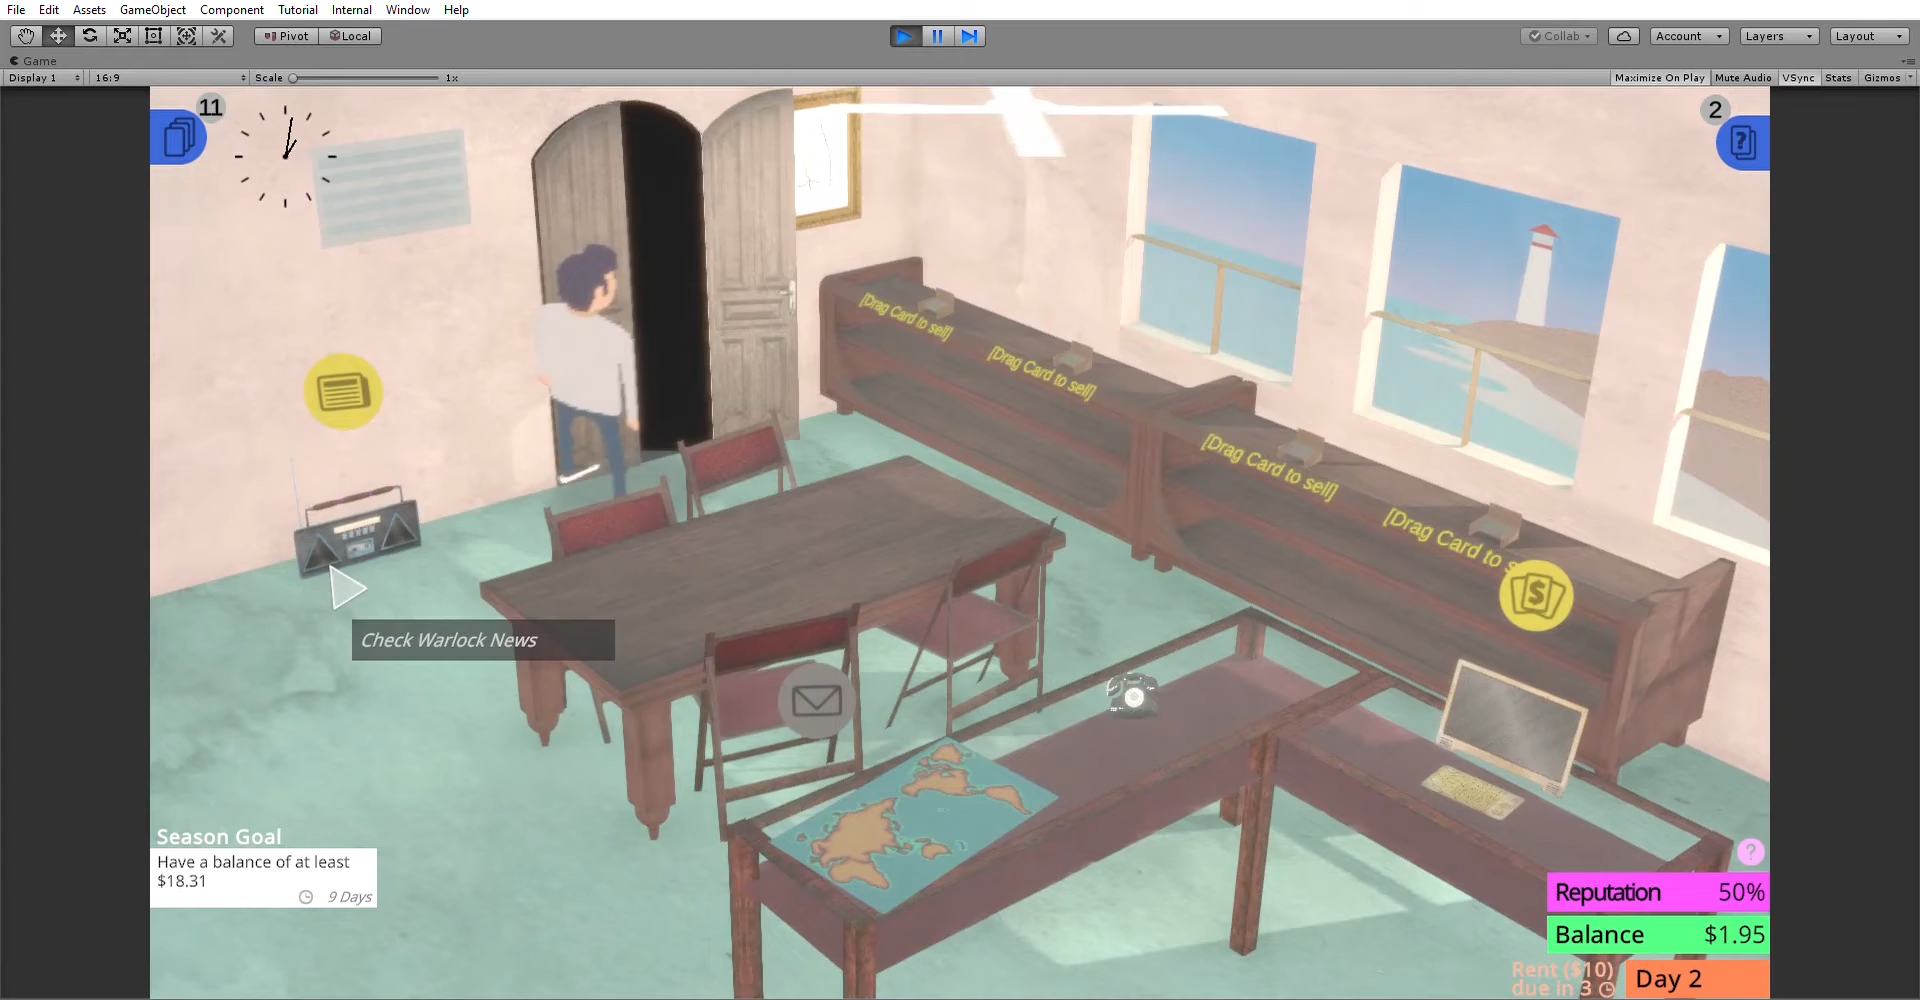 File Edit Assets GameObject Component Tutorial Internal Window Help
Pivot Local Collab Account Layers Layout
Game
Display 1 16:9 Scale 1x Maximize On Play Mute Audio VSync Stats Gizmos
11
2
?
[Drag Card to sell]
[Drag Card to sell]
[Drag Card to sell]
[Drag Card to s
$
Check Warlock News
Season Goal
Have a balance of at least
$18.31
9 Days
?
Reputation 50%
Balance $1.95
Rent ($10)
due in 3
Day 2